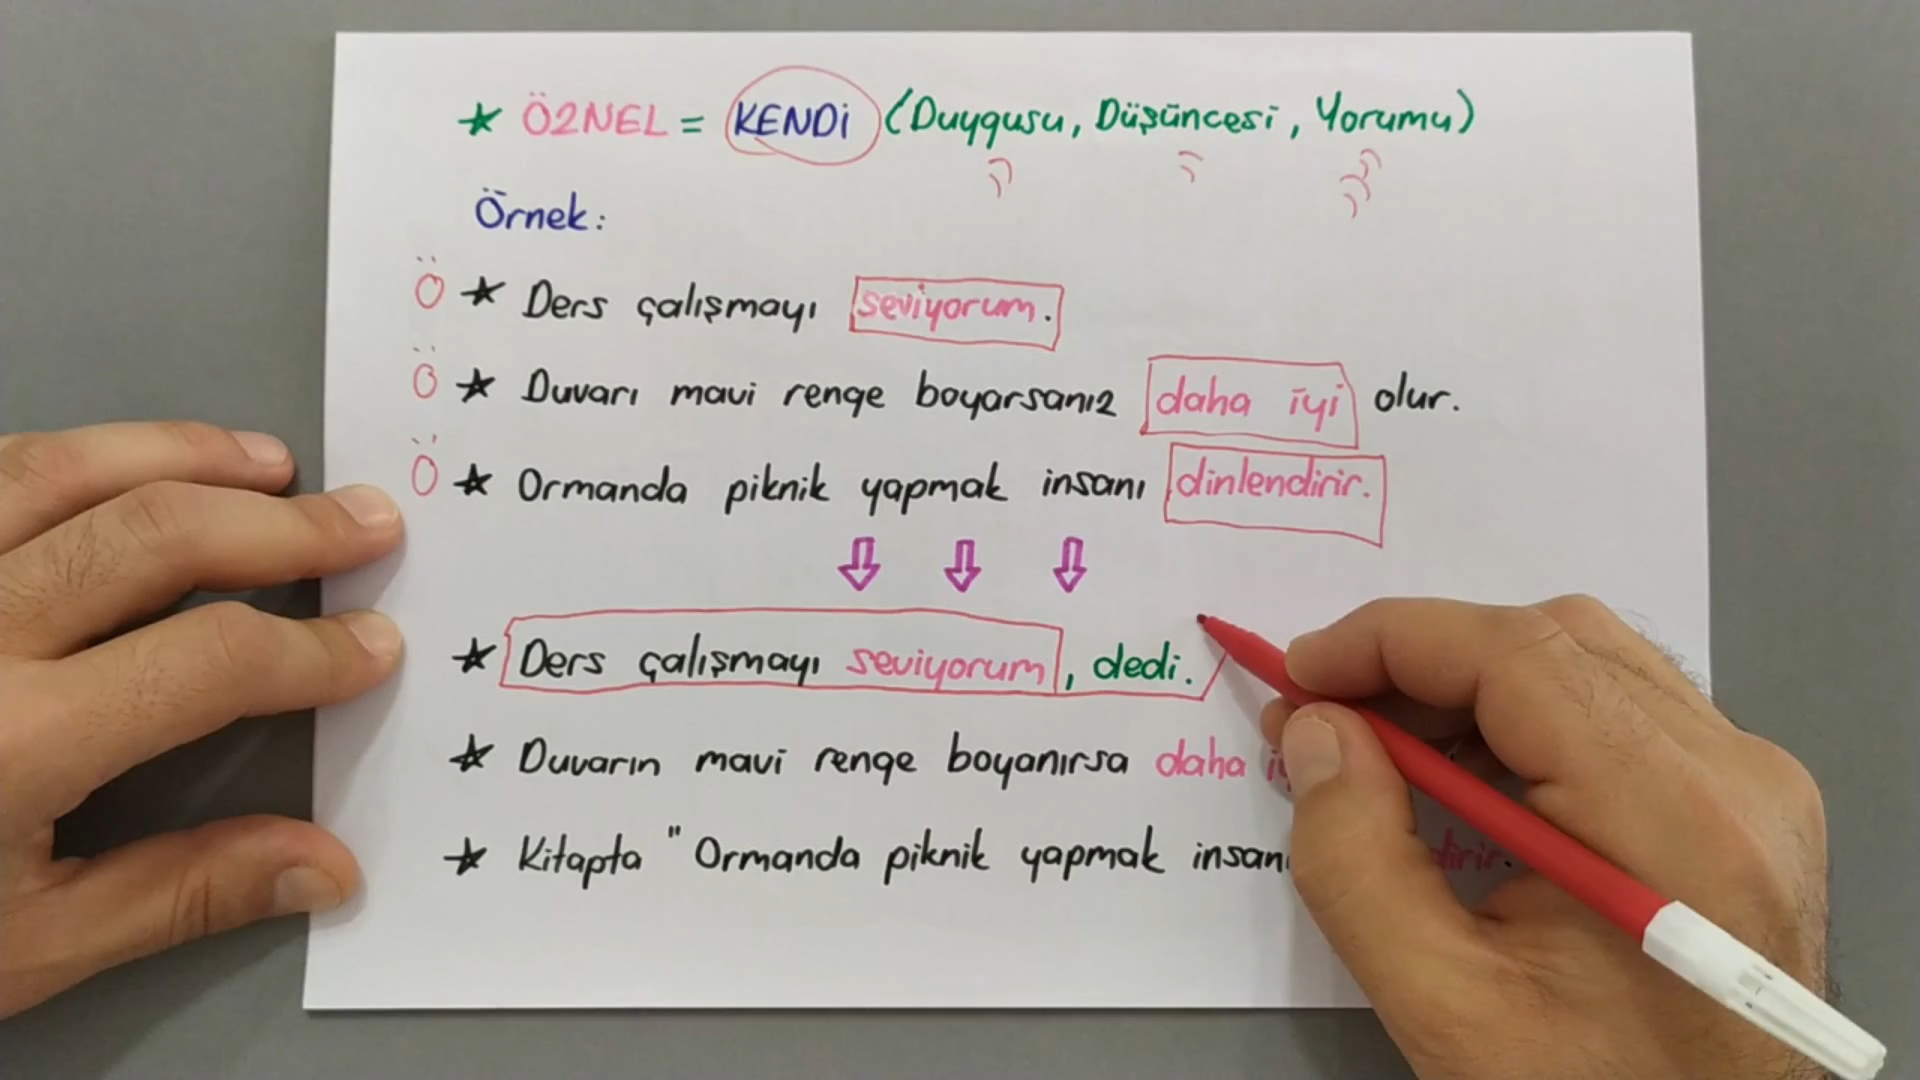 ★ ÖZNEL = KENDİ (Duygusu, Düşüncesi, Yorumu)
Örnek:
Ö ★ Ders çalışmayı seviyorum.
Ö ★ Duvarı mavi renge boyarsanız daha iyi olur.
Ö ★ Ormanda piknik yapmak insanı dinlendirir.
★ Ders çalışmayı seviyorum, dedi.
★ Duvarın mavi renge boyanırsa daha
★ Kitapta "Ormanda piknik yapmak